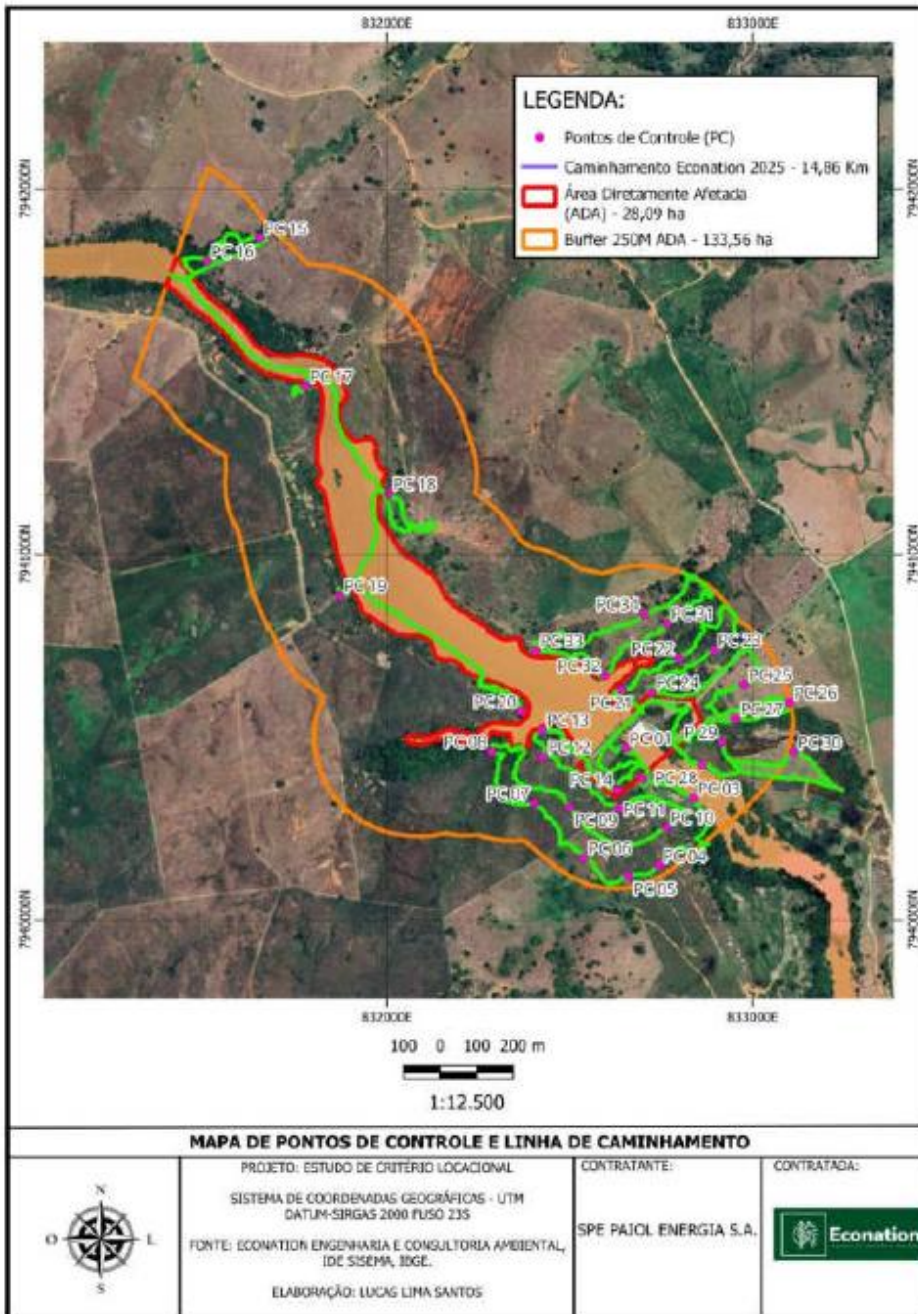 832000E
833000E
LEGENDA:
Pontos de Controle (PC)
Caminhamento Econation 2025 - 14,86 Km
Área Diretamente Afetada
(ADA) - 28,09 ha
Buffer 250M ADA - 133,56 ha
7942000N
7942000N
PC 15
PC 16
PC 17
PC 18
7941000N
7941000N
PC 19
PC 31
PC 33
PC 22
PC 23
PC 32
PC 24
PC 25
PC 21
PC 26
PC 20
PC 27
PC 13
P 29
PC 08
PC 01
PC 30
PC 12
PC 14
PC 28
PC 03
PC 07
PC 09
PC 11
PC 10
PC 06
PC 04
PC 05
7940000N
7940000N
832000E
833000E
100 0 100 200 m
1:12.500
MAPA DE PONTOS DE CONTROLE E LINHA DE CAMINHAMENTO
N
O
L
S
PROJETO: ESTUDO DE CRITÉRIO LOCACIONAL
SISTEMA DE COORDENADAS GEOGRÁFICAS - UTM
DATUM-SIRGAS 2000 FUSO 23S
FONTE: ECONATION ENGENHARIA E CONSULTORIA AMBIENTAL,
IDE SISEMA, IBGE.
ELABORAÇÃO: LUCAS LIMA SANTOS
CONTRATANTE:
SPE PAIOL ENERGIA S.A.
CONTRATADA:
Econation